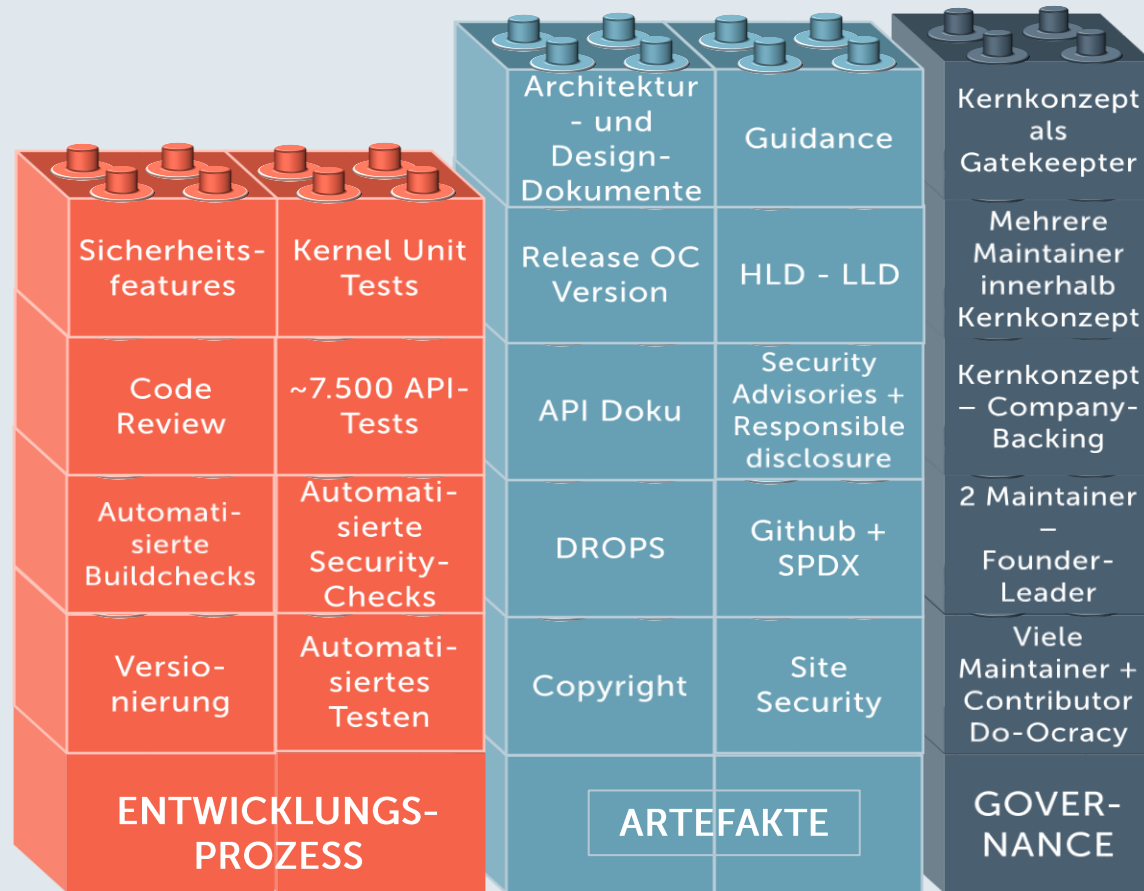 Sicherheits-
features
Kernel Unit
Tests
Code
Review
~7.500 API-
Tests
Automati-
sierte
Buildchecks
Automati-
sierte
Security-
Checks
Versio-
nierung
Automati-
siertes
Testen
ENTWICKLUNGS-
PROZESS
Architektur
- und
Design-
Dokumente
Guidance
Release OC
Version
HLD - LLD
API Doku
Security
Advisories +
Responsible
disclosure
DROPS
Github +
SPDX
Copyright
Site
Security
ARTEFAKTE
Kernkonzept
als
Gatekeepter
Mehrere
Maintainer
innerhalb
Kernkonzept
Kernkonzept
– Company-
Backing
2 Maintainer
–
Founder-
Leader
Viele
Maintainer +
Contributor
Do-Ocracy
GOVER-
NANCE